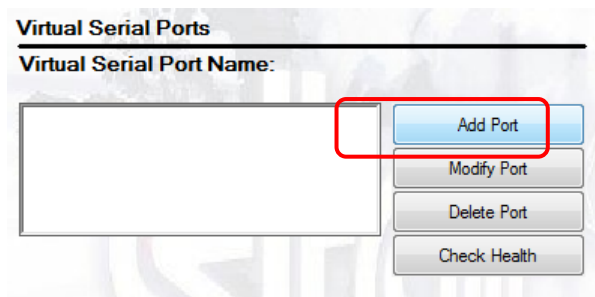 Virtual Serial Ports
Virtual Serial Port Name:
Add Port
Modify Port
Delete Port
Check Health